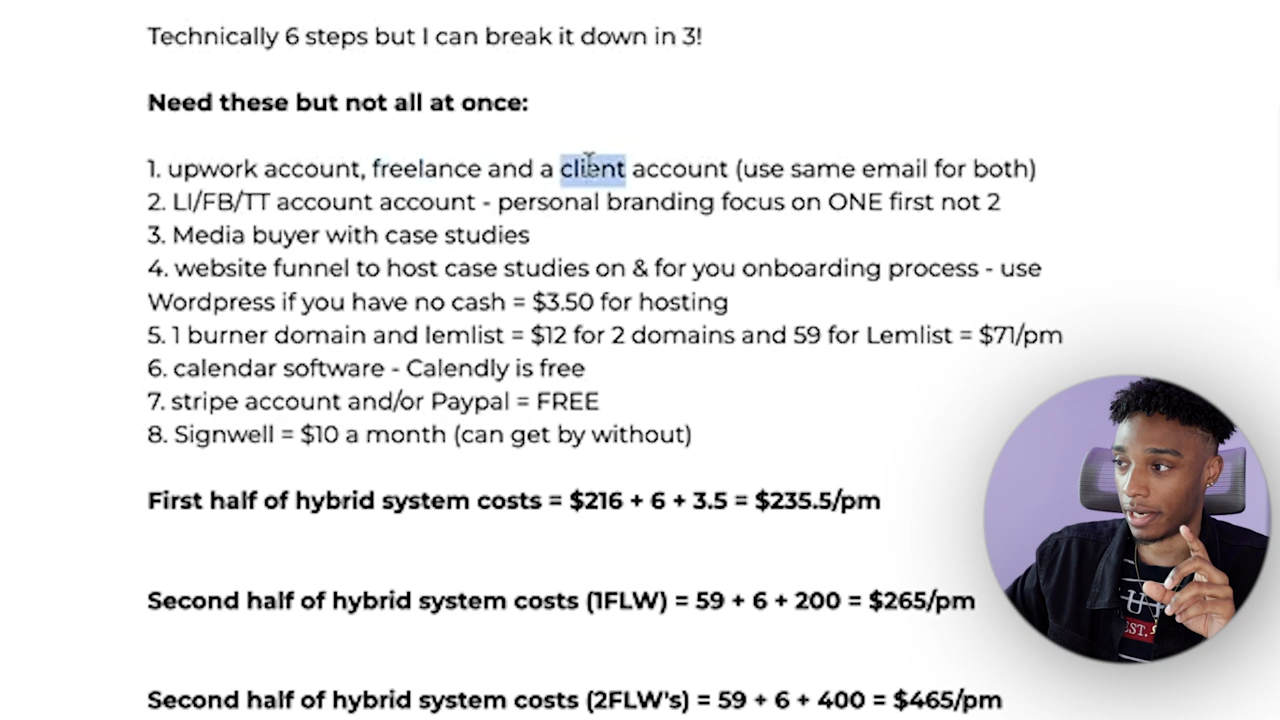 Technically 6 steps but I can break it down in 3!
Need these but not all at once:
1. upwork account, freelance and a client account (use same email for both)
2. LI/FB/TT account account - personal branding focus on ONE first not 2
3. Media buyer with case studies
4. website funnel to host case studies on & for you onboarding process - use
Wordpress if you have no cash = $3.50 for hosting
5. 1 burner domain and lemlist = $12 for 2 domains and 59 for Lemlist = $71/pm
6. calendar software - Calendly is free
7. stripe account and/or Paypal = FREE
8. Signwell = $10 a month (can get by without)
First half of hybrid system costs = $216 + 6 + 3.5 = $235.5/pm
Second half of hybrid system costs (1FLW) = 59 + 6 + 200 = $265/pm
Second half of hybrid system costs (2FLW's) = 59 + 6 + 400 = $465/pm
EST.